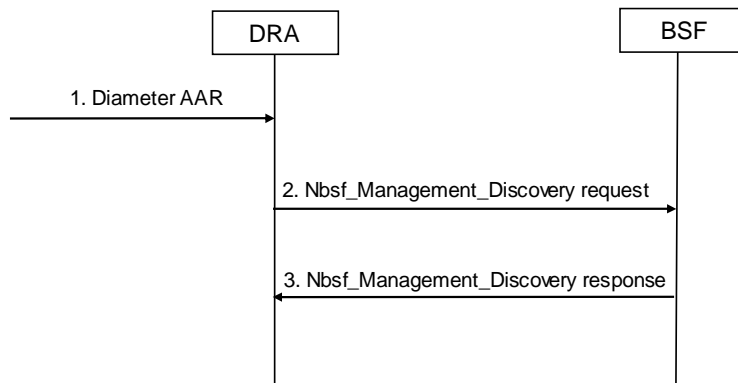 DRA
BSF
1. Diameter AAR
2. Nbsf_Management_Discovery request
3. Nbsf_Management_Discovery response